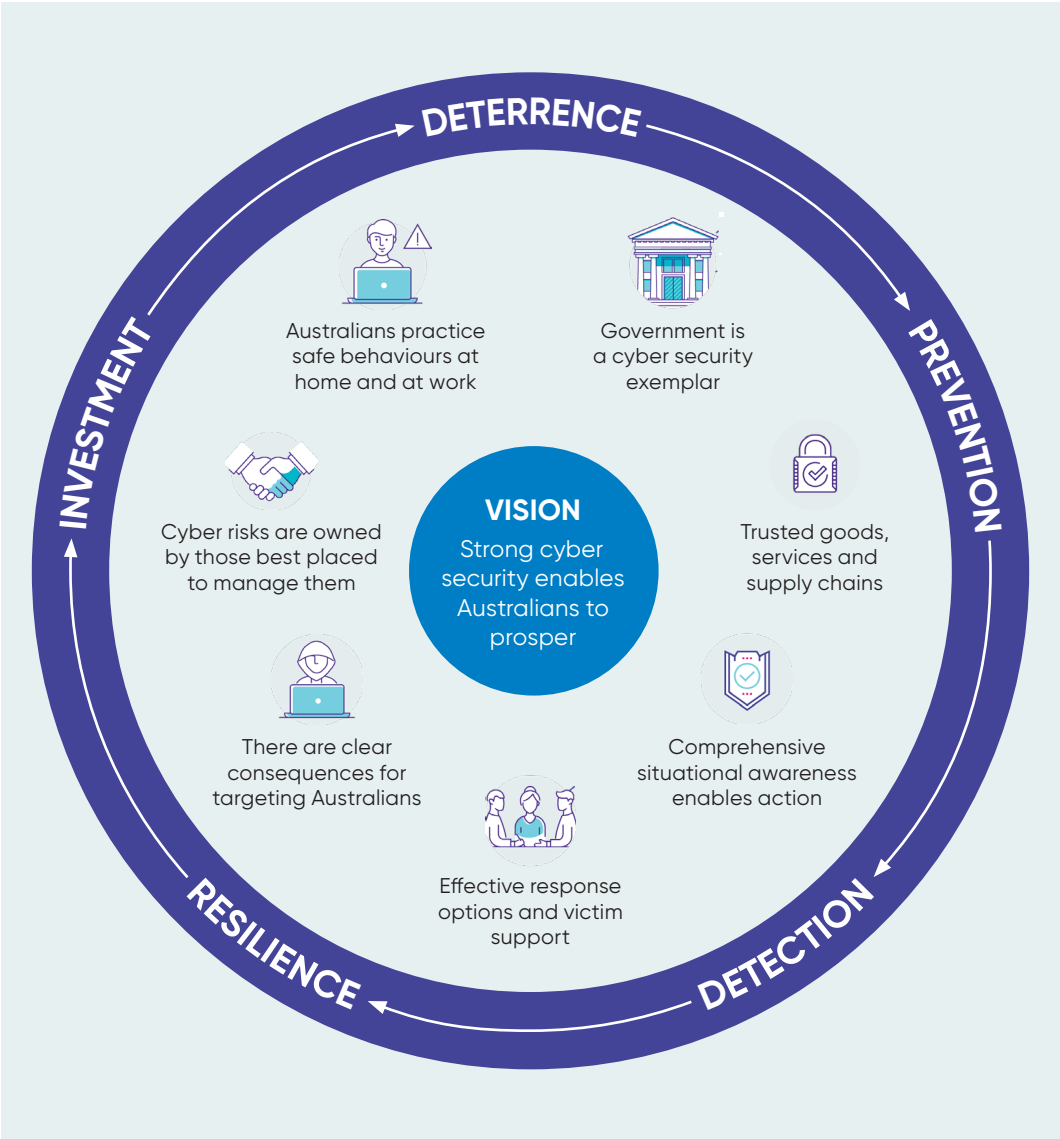 DETERRENCE
PREVENTION
DETECTION
RESILIENCE
INVESTMENT
Government is
a cyber security
exemplar
Trusted goods,
services and
supply chains
Comprehensive
situational awareness
enables action
Effective response
options and victim
support
There are clear
consequences for
targeting Australians
Cyber risks are owned
by those best placed
to manage them
Australians practice
safe behaviours at
home and at work
VISION
Strong cyber
security enables
Australians to
prosper